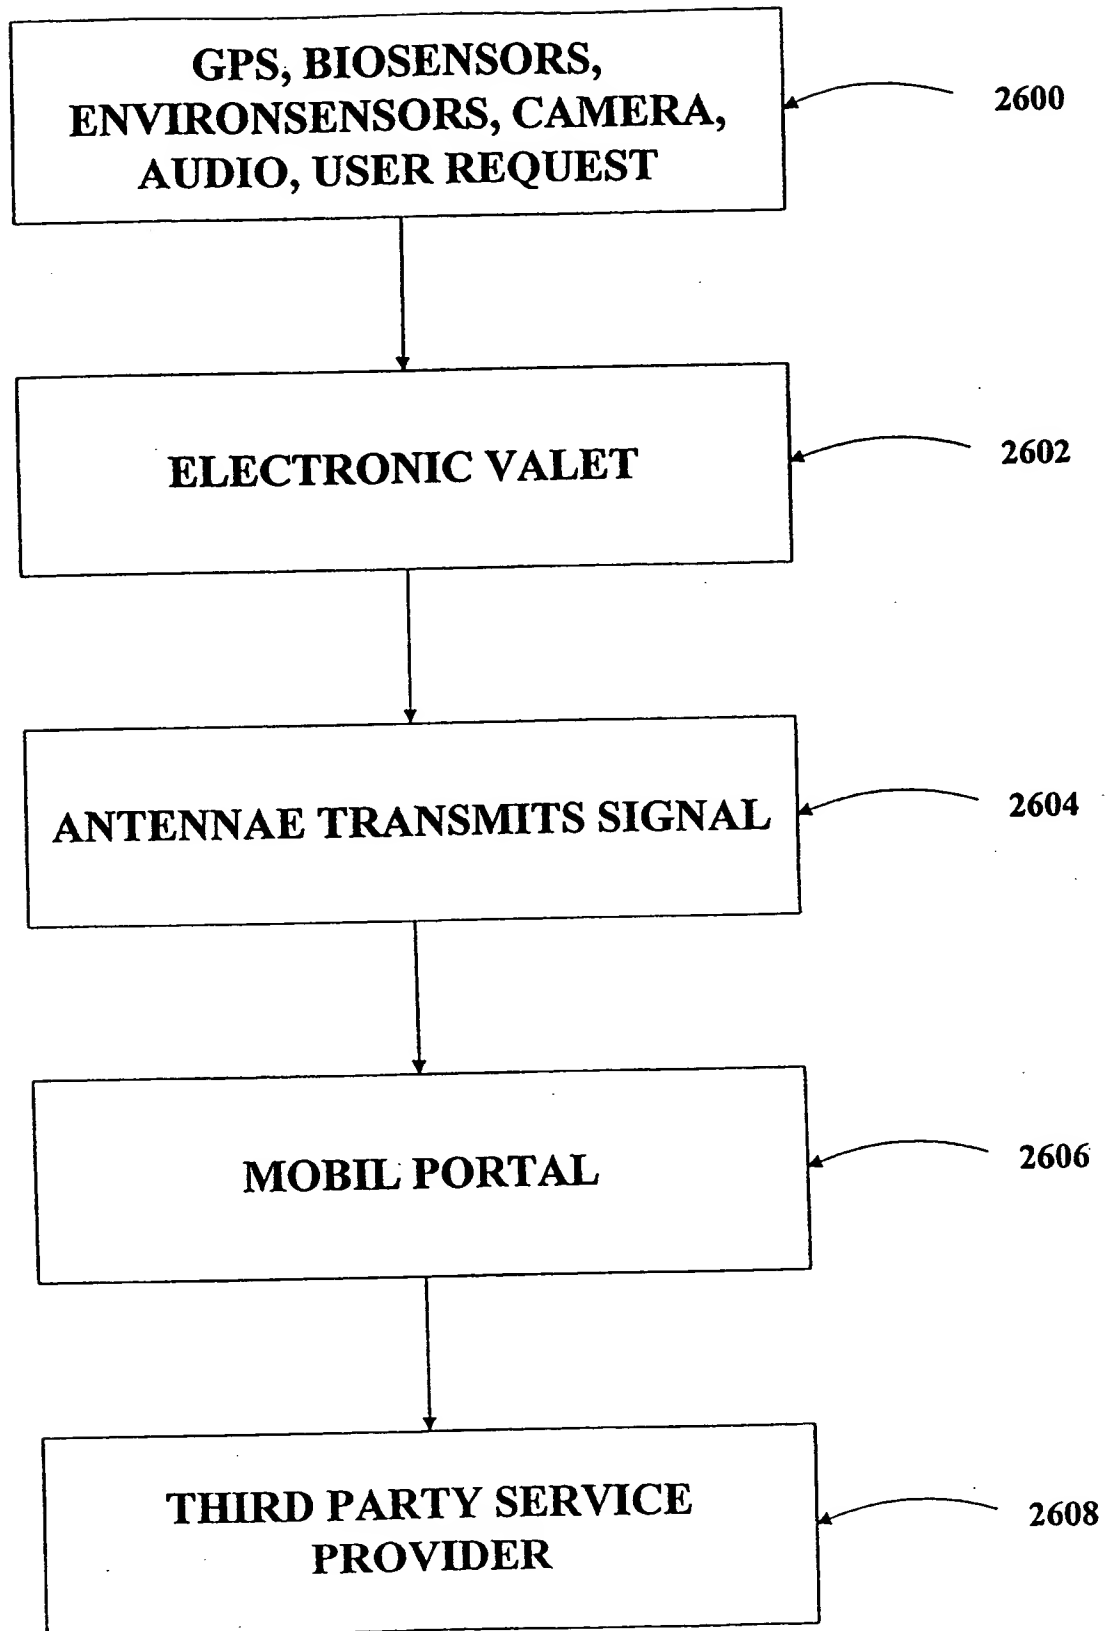 GPS, BIOSENSORS,
ENVIRONSENSORS, CAMERA,
AUDIO, USER REQUEST
2600
ELECTRONIC VALET
2602
ANTENNAE TRANSMITS SIGNAL
2604
MOBIL PORTAL
2606
THIRD PARTY SERVICE
PROVIDER
2608